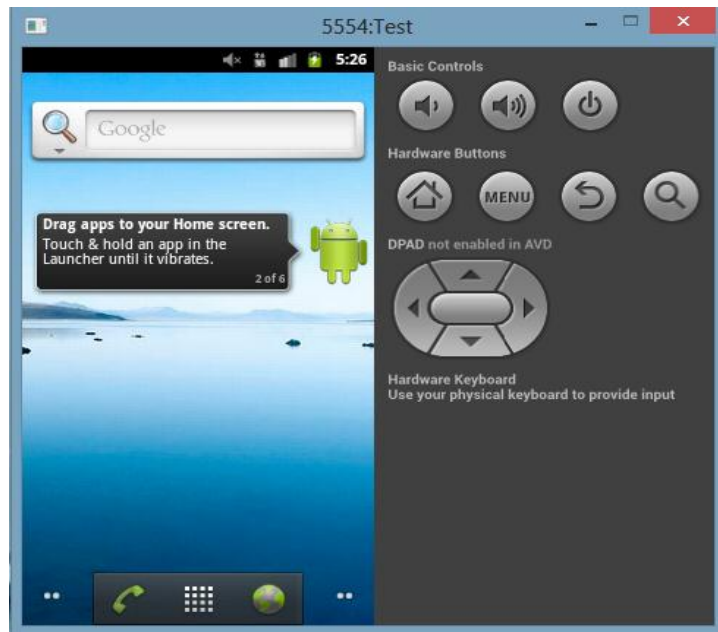 5554:Test
5:26
Google
Drag apps to your Home screen.
Touch & hold an app in the
Launcher until it vibrates.
2 of 6
Basic Controls
Hardware Buttons
MENU
DPAD not enabled in AVD
Hardware Keyboard
Use your physical keyboard to provide input